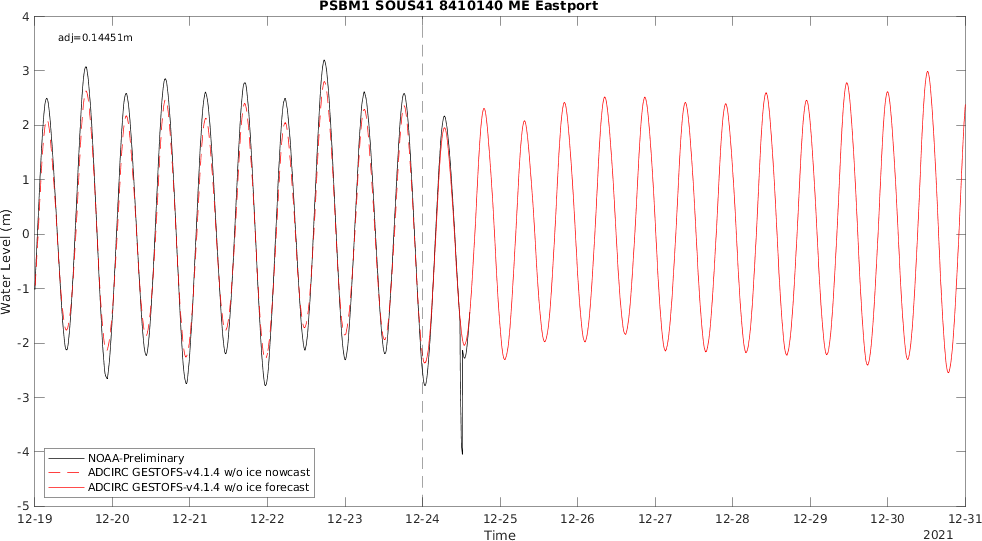 PSBM1 SOUS41 8410140 ME Eastport
adj=0.14451m
4
3
2
1
0
-1
-2
-3
-4
-5
Water Level (m)
NOAA-Preliminary
ADCIRC GESTOFS-v4.1.4 w/o ice nowcast
ADCIRC GESTOFS-v4.1.4 w/o ice forecast
12-19 12-20 12-21 12-22 12-23 12-24 12-25 12-26 12-27 12-28 12-29 12-30 12-31
Time
2021